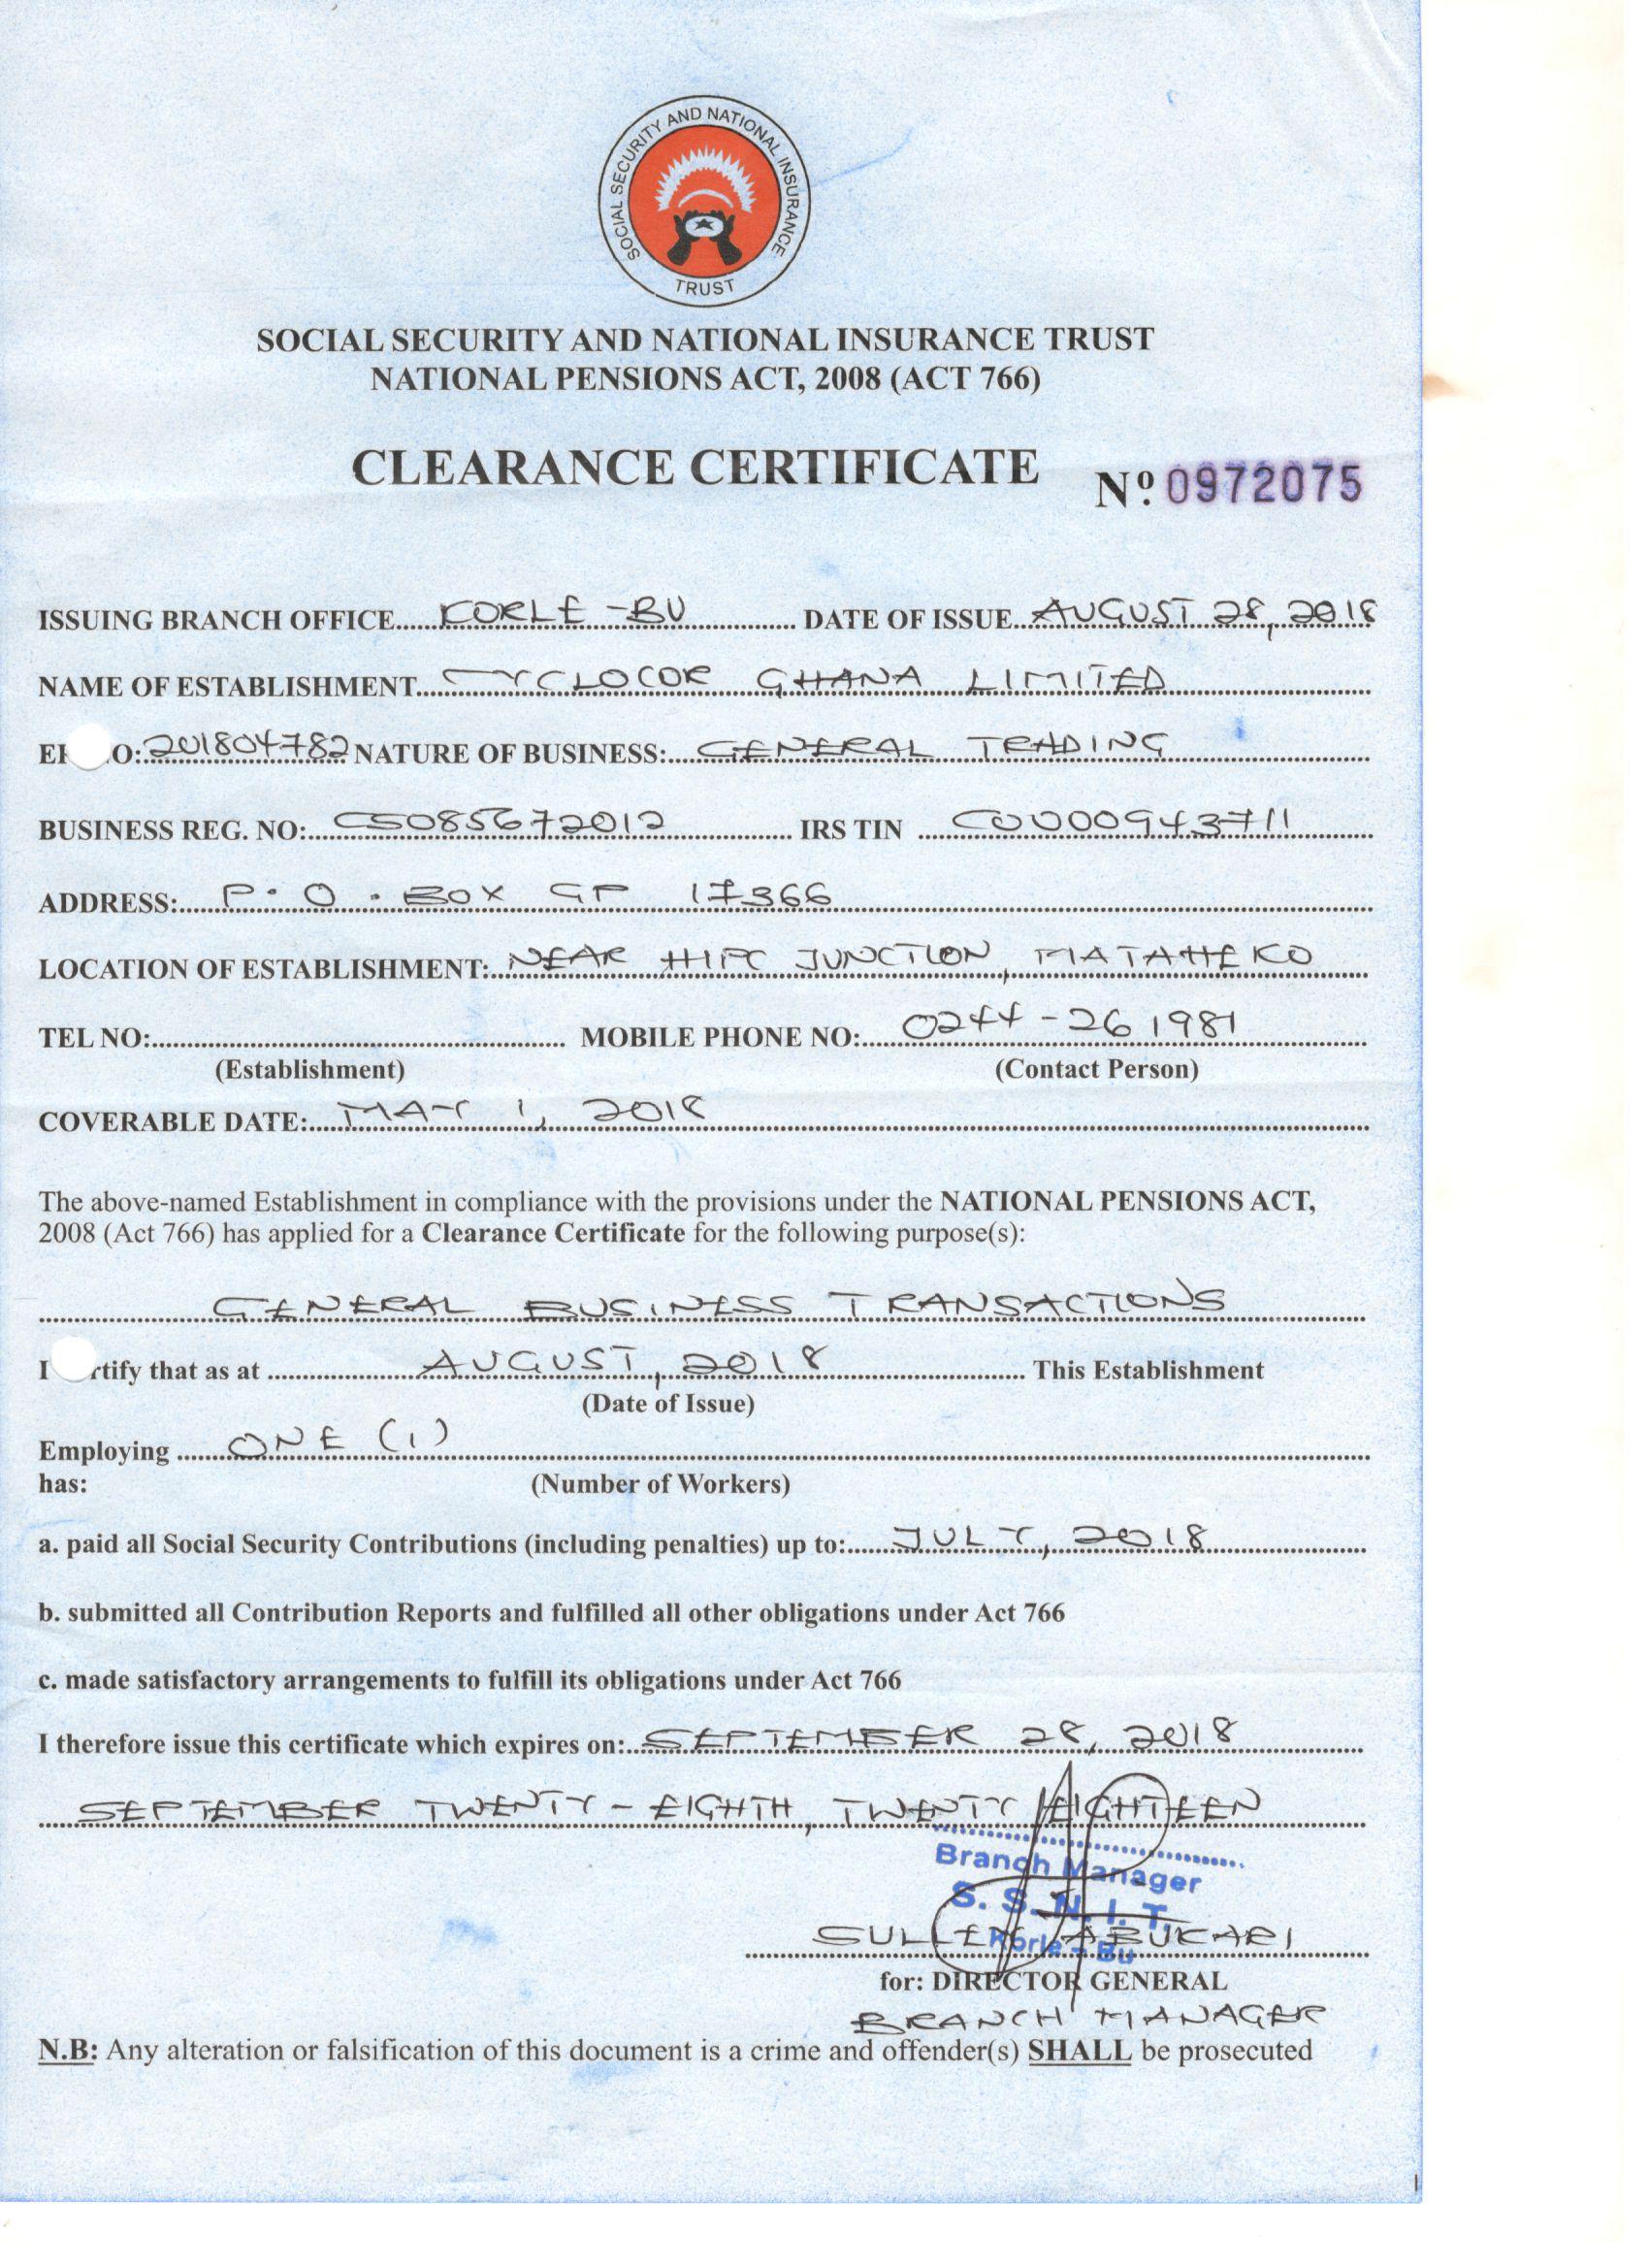 SOCIAL SECURITY AND NATIONAL INSURANCE TRUST
SOCIAL SECURITY AND NATIONAL INSURANCE TRUST
NATIONAL PENSIONS ACT, 2008 (ACT 766)
CLEARANCE CERTIFICATE Nº 0972075
ISSUING BRANCH OFFICE KORLE-BU DATE OF ISSUE AUGUST 28, 2018
NAME OF ESTABLISHMENT CYCLOCOR GHANA LIMITED
O: 201804782 NATURE OF BUSINESS: GENERAL TRADING
BUSINESS REG. NO: CS085672012 IRS TIN C0000943711
ADDRESS: P.O. BOX GP 17366
LOCATION OF ESTABLISHMENT: NEAR HIPC JUNCTION, MATAHEKO
TEL NO: MOBILE PHONE NO: 0244-261981
(Establishment) (Contact Person)
COVERABLE DATE: MAY 1, 2018
The above-named Establishment in compliance with the provisions under the NATIONAL PENSIONS ACT,
2008 (Act 766) has applied for a Clearance Certificate for the following purpose(s):
GENERAL BUSINESS TRANSACTIONS
I rtify that as at AUGUST, 2018 This Establishment
(Date of Issue)
Employing ONE (1)
has: (Number of Workers)
a. paid all Social Security Contributions (including penalties) up to: JULY, 2018
b. submitted all Contribution Reports and fulfilled all other obligations under Act 766
c. made satisfactory arrangements to fulfill its obligations under Act 766
I therefore issue this certificate which expires on: SEPTEMBER 28, 2018
SEPTEMBER TWENTY-EIGHTH, TWENTY EIGHTEEN
Branch Manager
S. S. N. I. T.
Korle - Bu
ABUKARI
for: DIRECTOR GENERAL
BRANCH MANAGER
N.B: Any alteration or falsification of this document is a crime and offender(s) SHALL be prosecuted